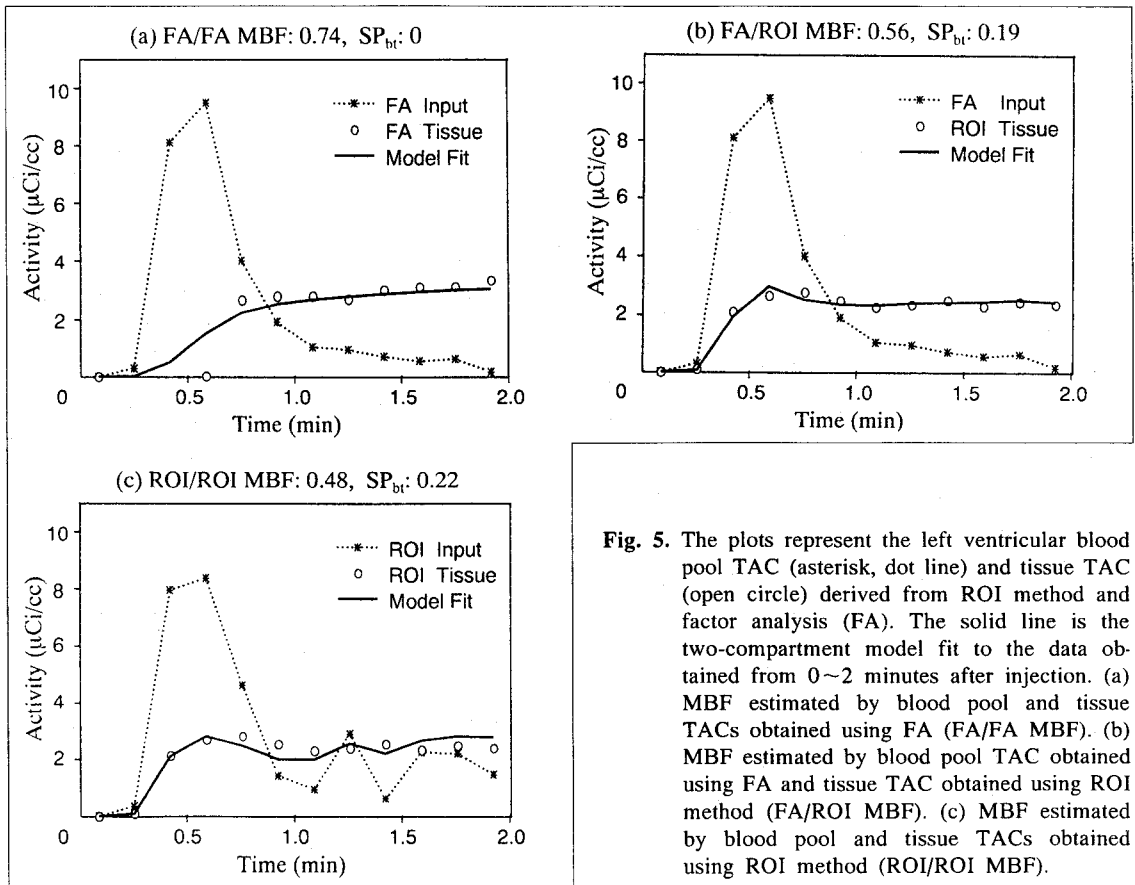 (a) FA/FA MBF: 0.74, SPbt: 0
10
8
6
4
2
0
Activity (μCi/cc)
FA Input
FA Tissue
Model Fit
0.5 1.0 1.5 2.0
Time (min)
(b) FA/ROI MBF: 0.56, SPbt: 0.19
10
8
6
4
2
0
Activity (μCi/cc)
FA Input
ROI Tissue
Model Fit
0.5 1.0 1.5 2.0
Time (min)
(c) ROI/ROI MBF: 0.48, SPbt: 0.22
10
8
6
4
2
0
Activity (μCi/cc)
ROI Input
ROI Tissue
Model Fit
0.5 1.0 1.5 2.0
Time (min)
Fig. 5. The plots represent the left ventricular blood
pool TAC (asterisk, dot line) and tissue TAC
(open circle) derived from ROI method and
factor analysis (FA). The solid line is the
two-compartment model fit to the data ob-
tained from 0~2 minutes after injection. (a)
MBF estimated by blood pool and tissue
TACs obtained using FA (FA/FA MBF). (b)
MBF estimated by blood pool TAC obtained
using FA and tissue TAC obtained using ROI
method (FA/ROI MBF). (c) MBF estimated
by blood pool and tissue TACs obtained
using ROI method (ROI/ROI MBF).